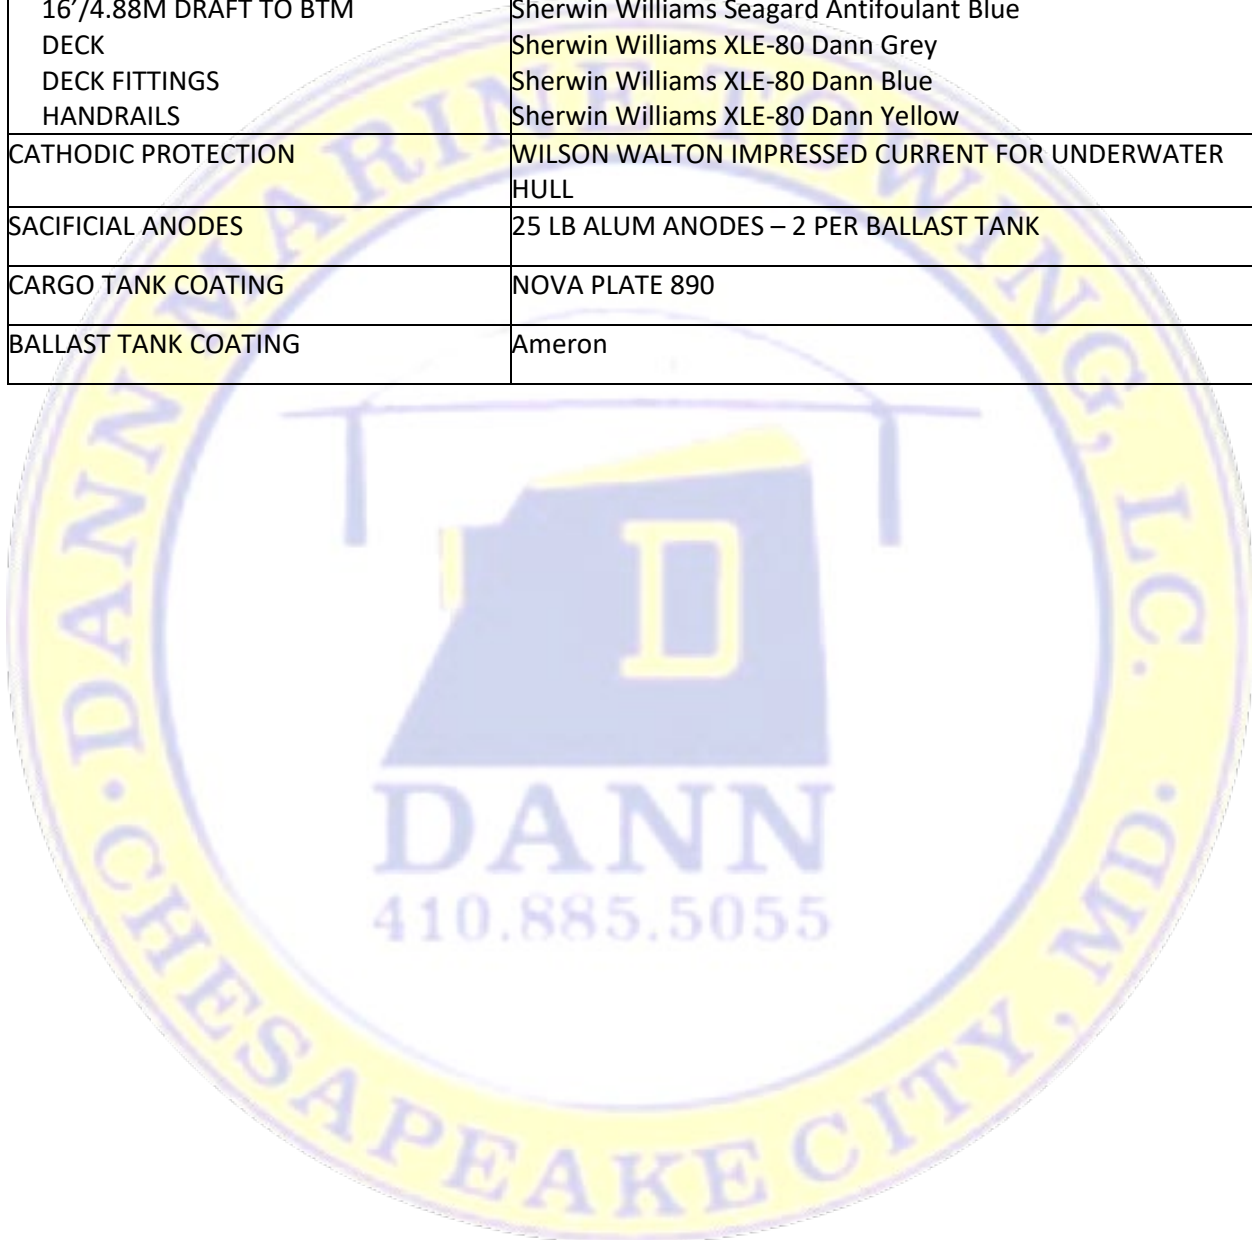 16’/4.88M DRAFT TO BTM Sherwin Williams Seagard Antifoulant Blue
DECK Sherwin Williams XLE-80 Dann Grey
DECK FITTINGS Sherwin Williams XLE-80 Dann Blue
HANDRAILS Sherwin Williams XLE-80 Dann Yellow
CATHODIC PROTECTION WILSON WALTON IMPRESSED CURRENT FOR UNDERWATER
HULL
SACIFICIAL ANODES 25 LB ALUM ANODES – 2 PER BALLAST TANK
CARGO TANK COATING NOVA PLATE 890
BALLAST TANK COATING Ameron
DANN MARINE TOWING, LC.
D
DANN
410.885.5055
• CHESAPEAKE CITY, MD. •